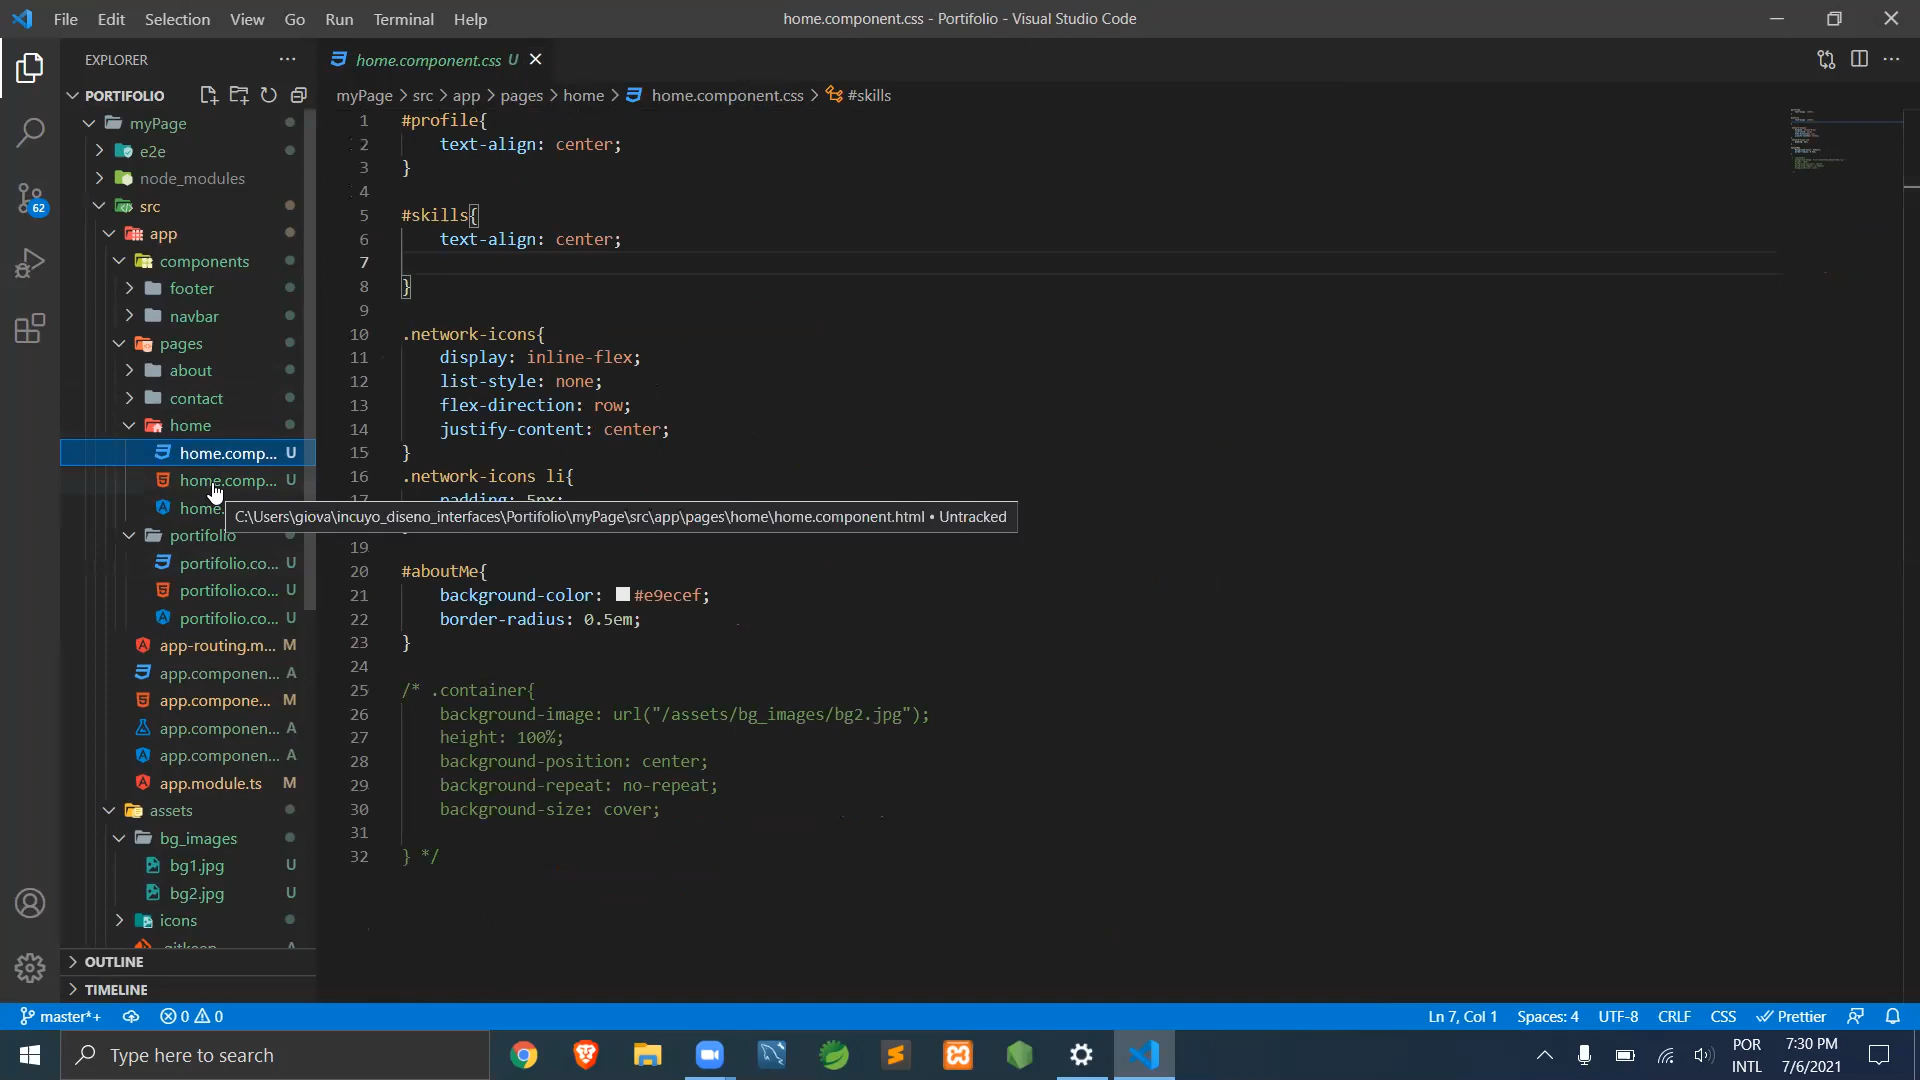 File Edit Selection View Go Run Terminal Help
home.component.css - Portifolio - Visual Studio Code
EXPLORER
home.component.css U
PORTIFOLIO
myPage > src > app > pages > home > home.component.css > #skills
myPage
e2e
node_modules
src
app
components
footer
navbar
pages
about
contact
home
home.comp... U
home.comp... U
home.
portifolio
portifolio.co... U
portifolio.co... U
portifolio.co... U
app-routing.m... M
app.componen... A
app.compone... M
app.componen... A
app.componen... A
app.module.ts M
assets
bg_images
bg1.jpg U
bg2.jpg U
icons
.gitkeep A
OUTLINE
TIMELINE
1 #profile{
2 text-align: center;
3 }
4
5 #skills{
6 text-align: center;
7
8 }
9
10 .network-icons{
11 display: inline-flex;
12 list-style: none;
13 flex-direction: row;
14 justify-content: center;
15 }
16 .network-icons li{
17 padding: 5px;
C:\Users\giova\incuyo_diseno_interfaces\Portifolio\myPage\src\app\pages\home\home.component.html • Untracked
19
20 #aboutMe{
21 background-color: #e9ecef;
22 border-radius: 0.5em;
23 }
24
25 /* .container{
26 background-image: url("/assets/bg_images/bg2.jpg");
27 height: 100%;
28 background-position: center;
29 background-repeat: no-repeat;
30 background-size: cover;
31
32 } */
62
master*+ 0 0
Ln 7, Col 1 Spaces: 4 UTF-8 CRLF CSS Prettier
Type here to search
POR
INTL
7:30 PM
7/6/2021